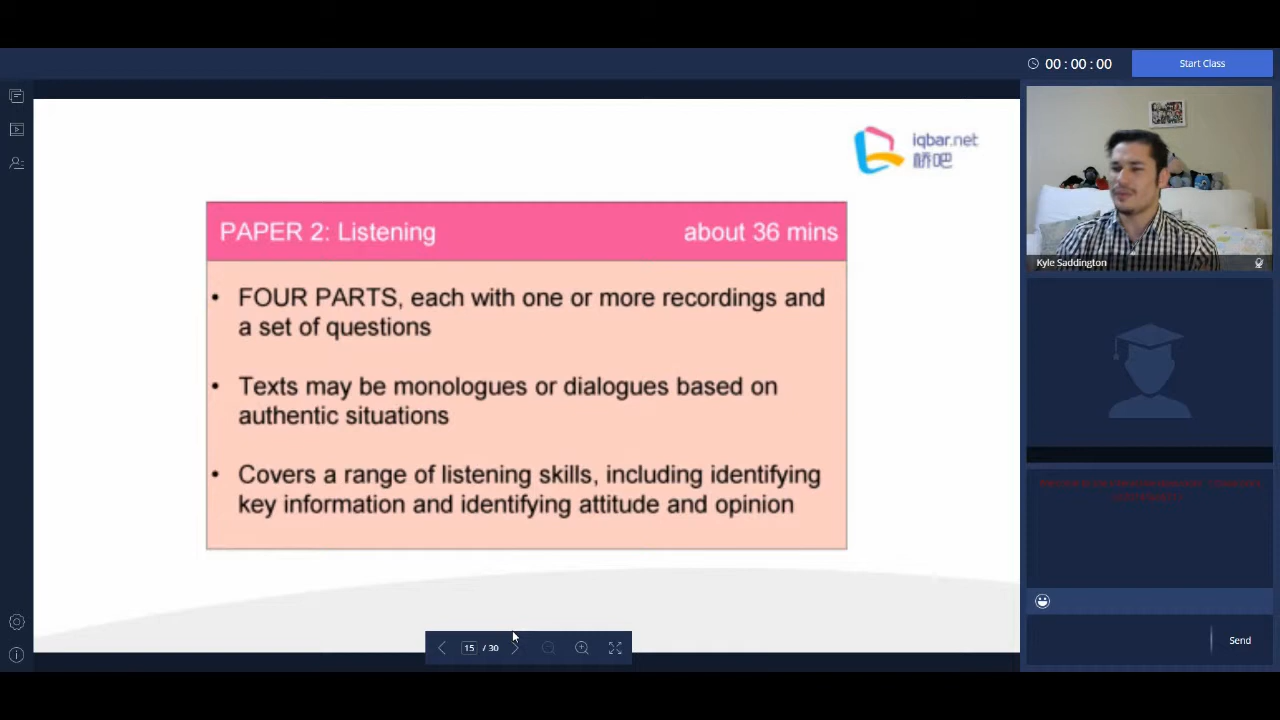 00 : 00 : 00
Start Class
iqbar.net
桥吧
PAPER 2: Listening about 36 mins
• FOUR PARTS, each with one or more recordings and
a set of questions
• Texts may be monologues or dialogues based on
authentic situations
• Covers a range of listening skills, including identifying
key information and identifying attitude and opinion
15 / 30
Kyle Saddington
Send